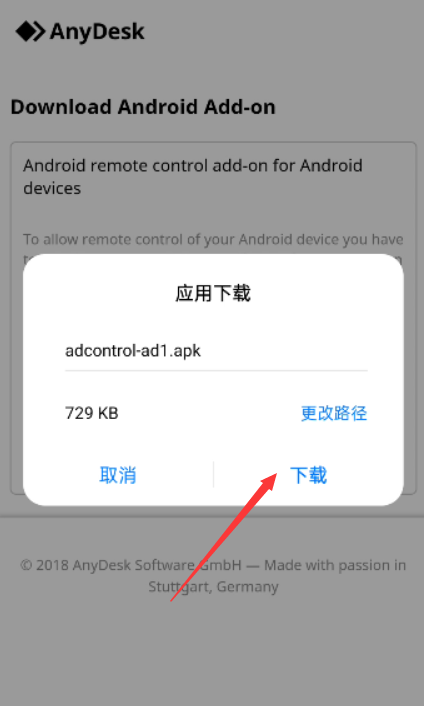 AnyDesk
Download Android Add-on
Android remote control add-on for Android
devices
To allow remote control of your Android device you have
应用下载
adcontrol-ad1.apk
729 KB
更改路径
取消
下载
© 2018 AnyDesk Software GmbH — Made with passion in
Stuttgart, Germany